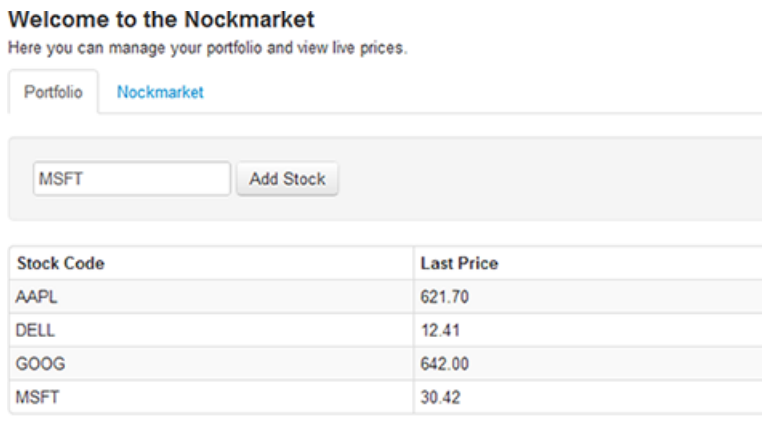 Welcome to the Nockmarket
Here you can manage your portfolio and view live prices.
Portfolio Nockmarket
MSFT Add Stock
Stock Code Last Price
AAPL 621.70
DELL 12.41
GOOG 642.00
MSFT 30.42